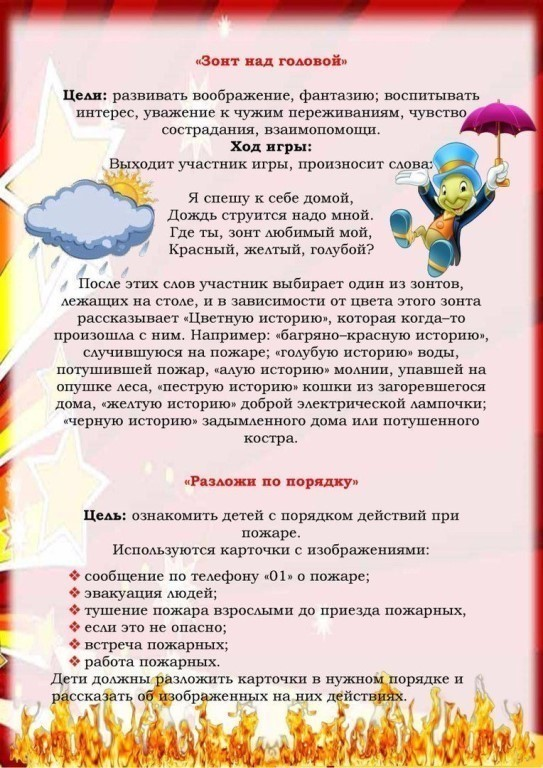 «Зонт над головой»
Цели: развивать воображение, фантазию; воспитывать
интерес, уважение к чужим переживаниям, чувство
сострадания, взаимопомощи.
Ход игры:
Выходит участник игры, произносит слова:
Я спешу к себе домой,
Дождь струится надо мной.
Где ты, зонт любимый мой,
Красный, желтый, голубой?
После этих слов участник выбирает один из зонтов,
лежащих на столе, и в зависимости от цвета этого зонта
рассказывает «Цветную историю», которая когда–то
произошла с ним. Например: «багряно–красную историю»,
случившуюся на пожаре; «голубую историю» воды,
потушившей пожар, «алую историю» молнии, упавшей на
опушке леса, «пеструю историю» кошки из загоревшегося
дома, «желтую историю» доброй электрической лампочки;
«черную историю» задымленного дома или потушенного
костра.
«Разложи по порядку»
Цель: ознакомить детей с порядком действий при
пожаре.
Используются карточки с изображениями:
❖ сообщение по телефону «01» о пожаре;
❖ эвакуация людей;
❖ тушение пожара взрослыми до приезда пожарных,
❖ если это не опасно;
❖ встреча пожарных;
❖ работа пожарных.
Дети должны разложить карточки в нужном порядке и
рассказать об изображенных на них действиях.